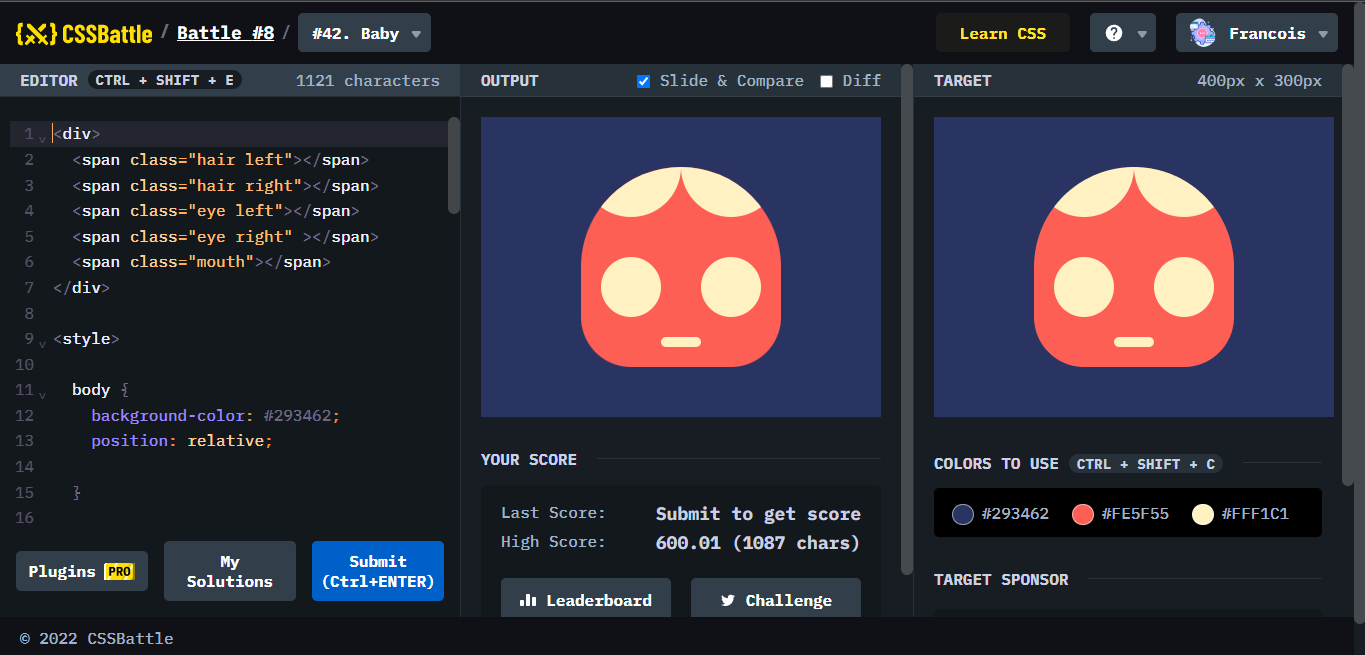 {X} CSSBattle / Battle #8 / #42. Baby ▼
Learn CSS
? ▼
Francois ▼
EDITOR CTRL + SHIFT + E 1121 characters
1 <div>
2 <span class="hair left"></span>
3 <span class="hair right"></span>
4 <span class="eye left"></span>
5 <span class="eye right" ></span>
6 <span class="mouth"></span>
7 </div>
8
9 <style>
10
11 body {
12 background-color: #293462;
13 position: relative;
14
15 }
16
Plugins PRO
My
Solutions
Submit
(Ctrl+ENTER)
OUTPUT Slide & Compare Diff
YOUR SCORE
Last Score: Submit to get score
High Score: 600.01 (1087 chars)
Leaderboard
Challenge
TARGET 400px x 300px
COLORS TO USE CTRL + SHIFT + C
#293462 #FE5F55 #FFF1C1
TARGET SPONSOR
© 2022 CSSBattle